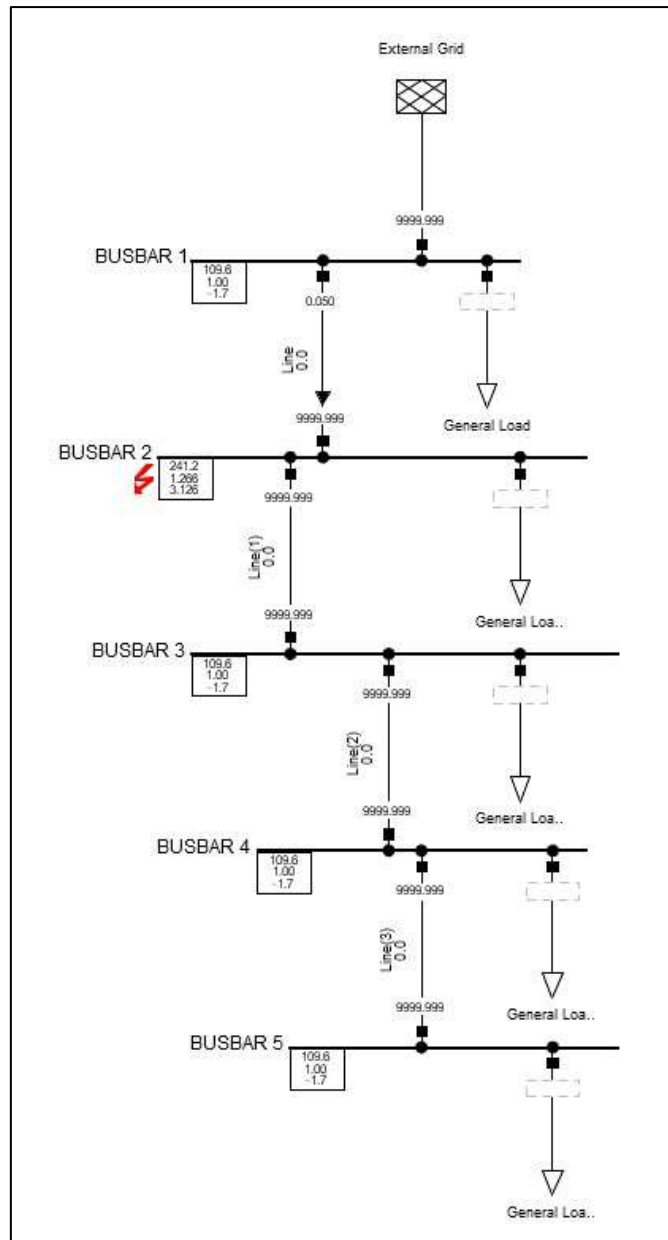 External Grid
9999.999
BUSBAR 1
109.6
1.00
-1.7
0.050
Line
0.0
9999.999
General Load
BUSBAR 2
241.2
1.266
3.126
9999.999
Line(1)
0.0
9999.999
General Loa..
BUSBAR 3
109.6
1.00
-1.7
9999.999
Line(2)
0.0
9999.999
General Loa..
BUSBAR 4
109.6
1.00
-1.7
9999.999
Line(3)
0.0
9999.999
General Loa..
BUSBAR 5
109.6
1.00
-1.7
General Loa..